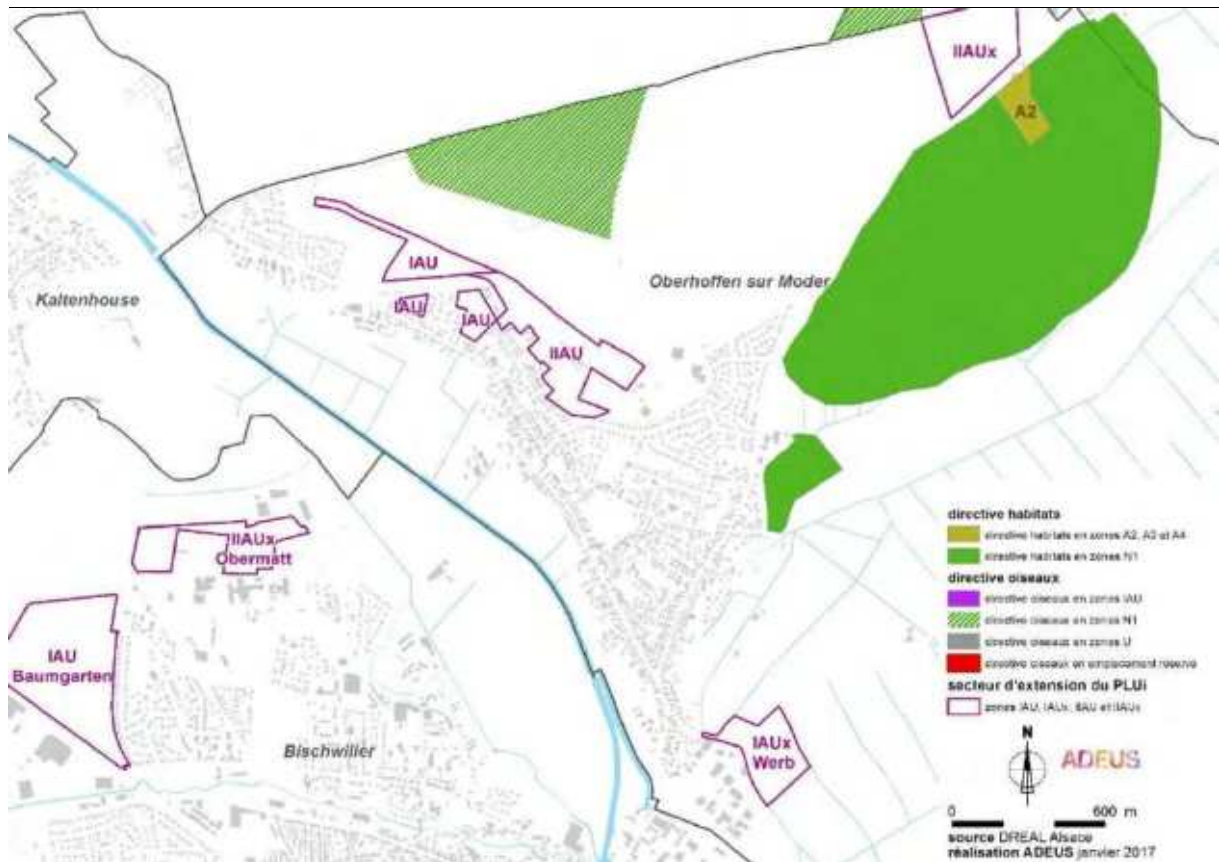 IIAUx
A2
IAU
Oberhoffen sur Moder
Kaltenhouse
IAU
IAU
IIAU
IIAUx
Obermatt
IAU
Baumgarten
Bischwiller
IAUx
Werb
directive habitats
directive habitats en zones A2, A3 et A4
directive habitats en zones N1
directive oiseaux
directive oiseaux en zones IAU
directive oiseaux en zones N1
directive oiseaux en zones U
directive oiseaux en emplacement réservé
secteur d'extension du PLUi
zones IAU, IAUx, IIAU et IIAUx
N
ADEUS
0 600 m
source DREAL Alsace
réalisation ADEUS janvier 2017